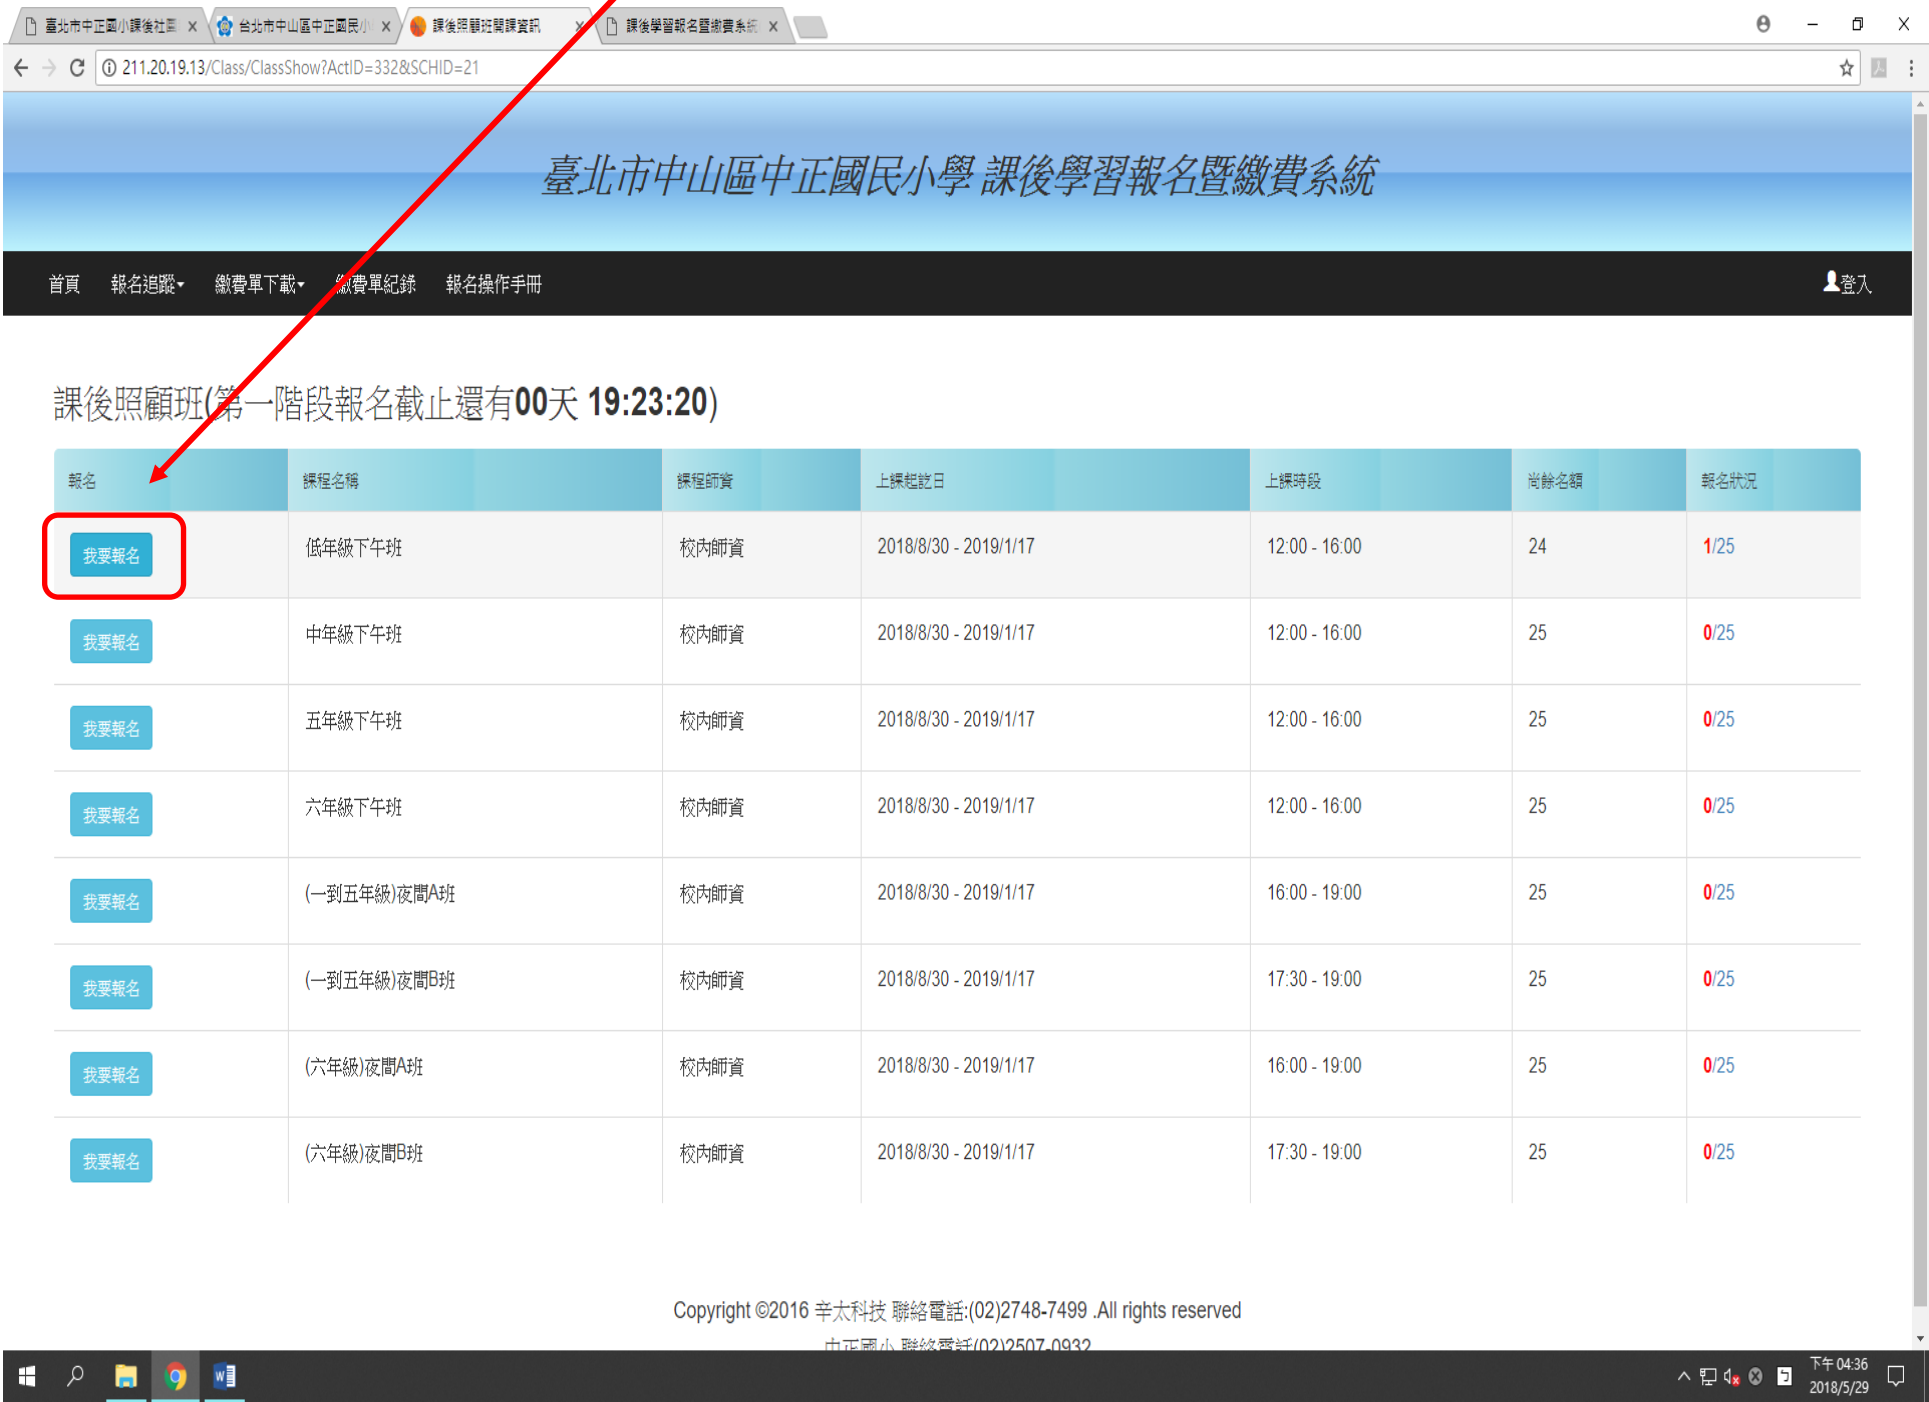 臺北市中正國小課後社團
台北市中山區中正國民小
課後照顧班開課資訊
課後學習報名暨繳費系統
211.20.19.13/Class/ClassShow?ActID=332&SCHID=21
臺北市中山區中正國民小學 課後學習報名暨繳費系統
首頁 報名追蹤 繳費單下載 繳費單紀錄 報名操作手冊 登入
課後照顧班(第一階段報名截止還有00天 19:23:20)
報名 課程名稱 課程師資 上課起訖日 上課時段 尚餘名額 報名狀況
我要報名 低年級下午班 校內師資 2018/8/30 - 2019/1/17 12:00 - 16:00 24 1/25
我要報名 中年級下午班 校內師資 2018/8/30 - 2019/1/17 12:00 - 16:00 25 0/25
我要報名 五年級下午班 校內師資 2018/8/30 - 2019/1/17 12:00 - 16:00 25 0/25
我要報名 六年級下午班 校內師資 2018/8/30 - 2019/1/17 12:00 - 16:00 25 0/25
我要報名 (一到五年級)夜間A班 校內師資 2018/8/30 - 2019/1/17 16:00 - 19:00 25 0/25
我要報名 (一到五年級)夜間B班 校內師資 2018/8/30 - 2019/1/17 17:30 - 19:00 25 0/25
我要報名 (六年級)夜間A班 校內師資 2018/8/30 - 2019/1/17 16:00 - 19:00 25 0/25
我要報名 (六年級)夜間B班 校內師資 2018/8/30 - 2019/1/17 17:30 - 19:00 25 0/25
Copyright ©2016 辛太科技 聯絡電話:(02)2748-7499 .All rights reserved
中正國小 聯絡電話(02)2507-0932
下午 04:36
2018/5/29